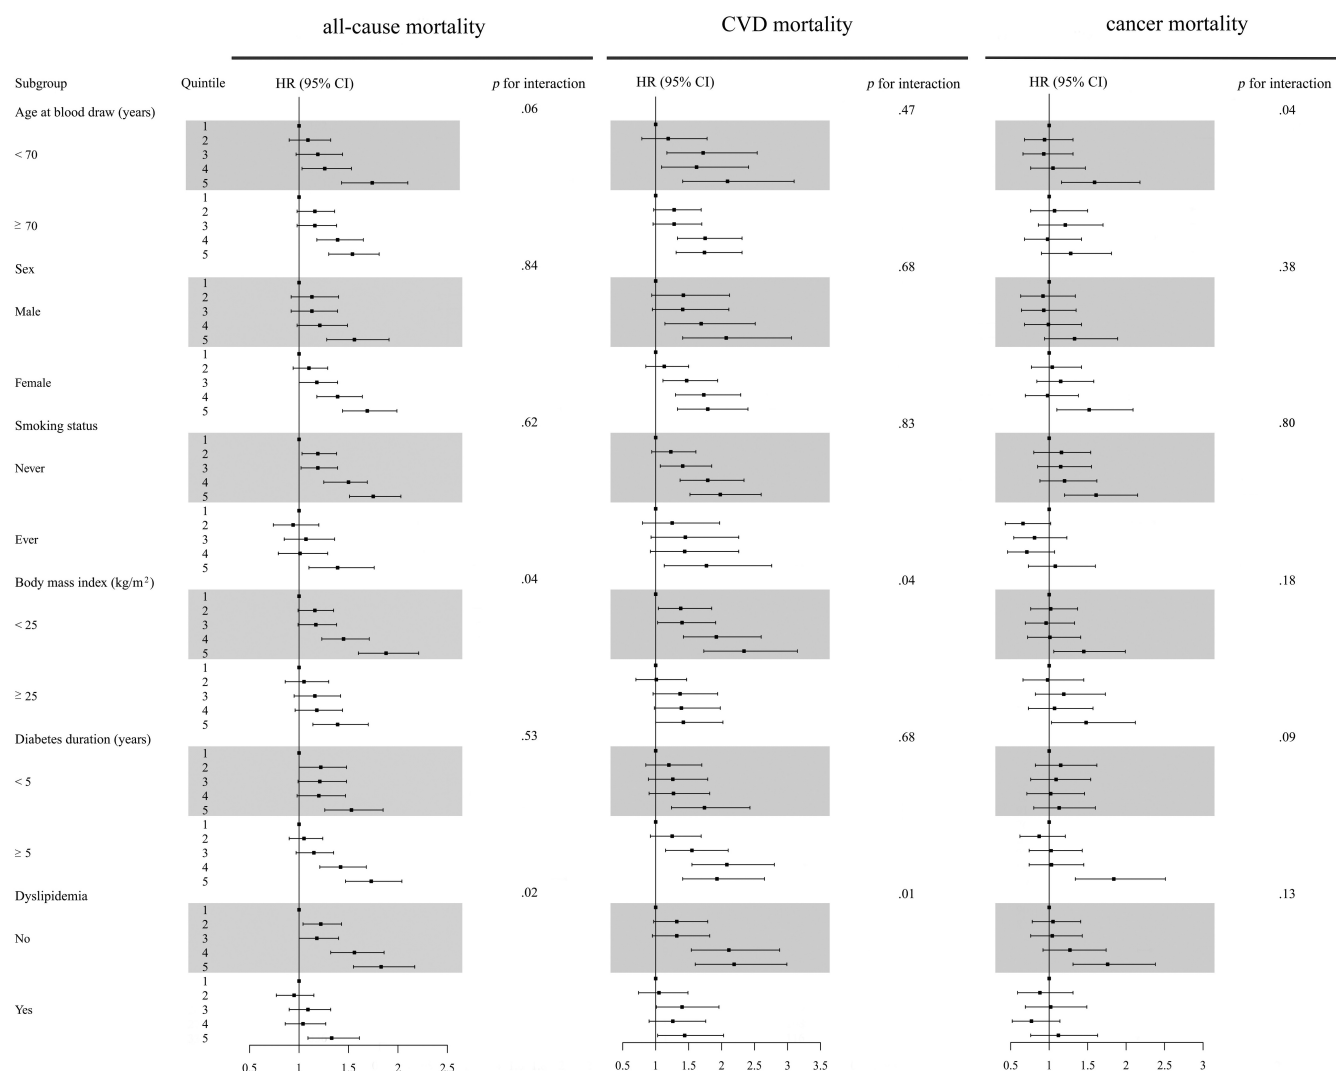 all-cause mortality CVD mortality cancer mortality
Subgroup Quintile HR (95% CI) p for interaction HR (95% CI) p for interaction HR (95% CI) p for interaction
Age at blood draw (years) .06 .47 .04
1
2
< 70 3
4
5
1
2
≥ 70 3
4
5
Sex .84 .68 .38
1
2
Male 3
4
5
1
2
Female 3
4
5
Smoking status .62 .83 .80
1
2
Never 3
4
5
1
2
Ever 3
4
5
Body mass index (kg/m²) .04 .04 .18
1
2
< 25 3
4
5
1
2
≥ 25 3
4
5
Diabetes duration (years) .53 .68 .09
1
2
< 5 3
4
5
1
2
≥ 5 3
4
5
Dyslipidemia .02 .01 .13
1
2
No 3
4
5
1
2
Yes 3
4
5
0.5 1 1.5 2 2.5 0.5 1 1.5 2 2.5 3 3.5 0.5 1 1.5 2 2.5 3